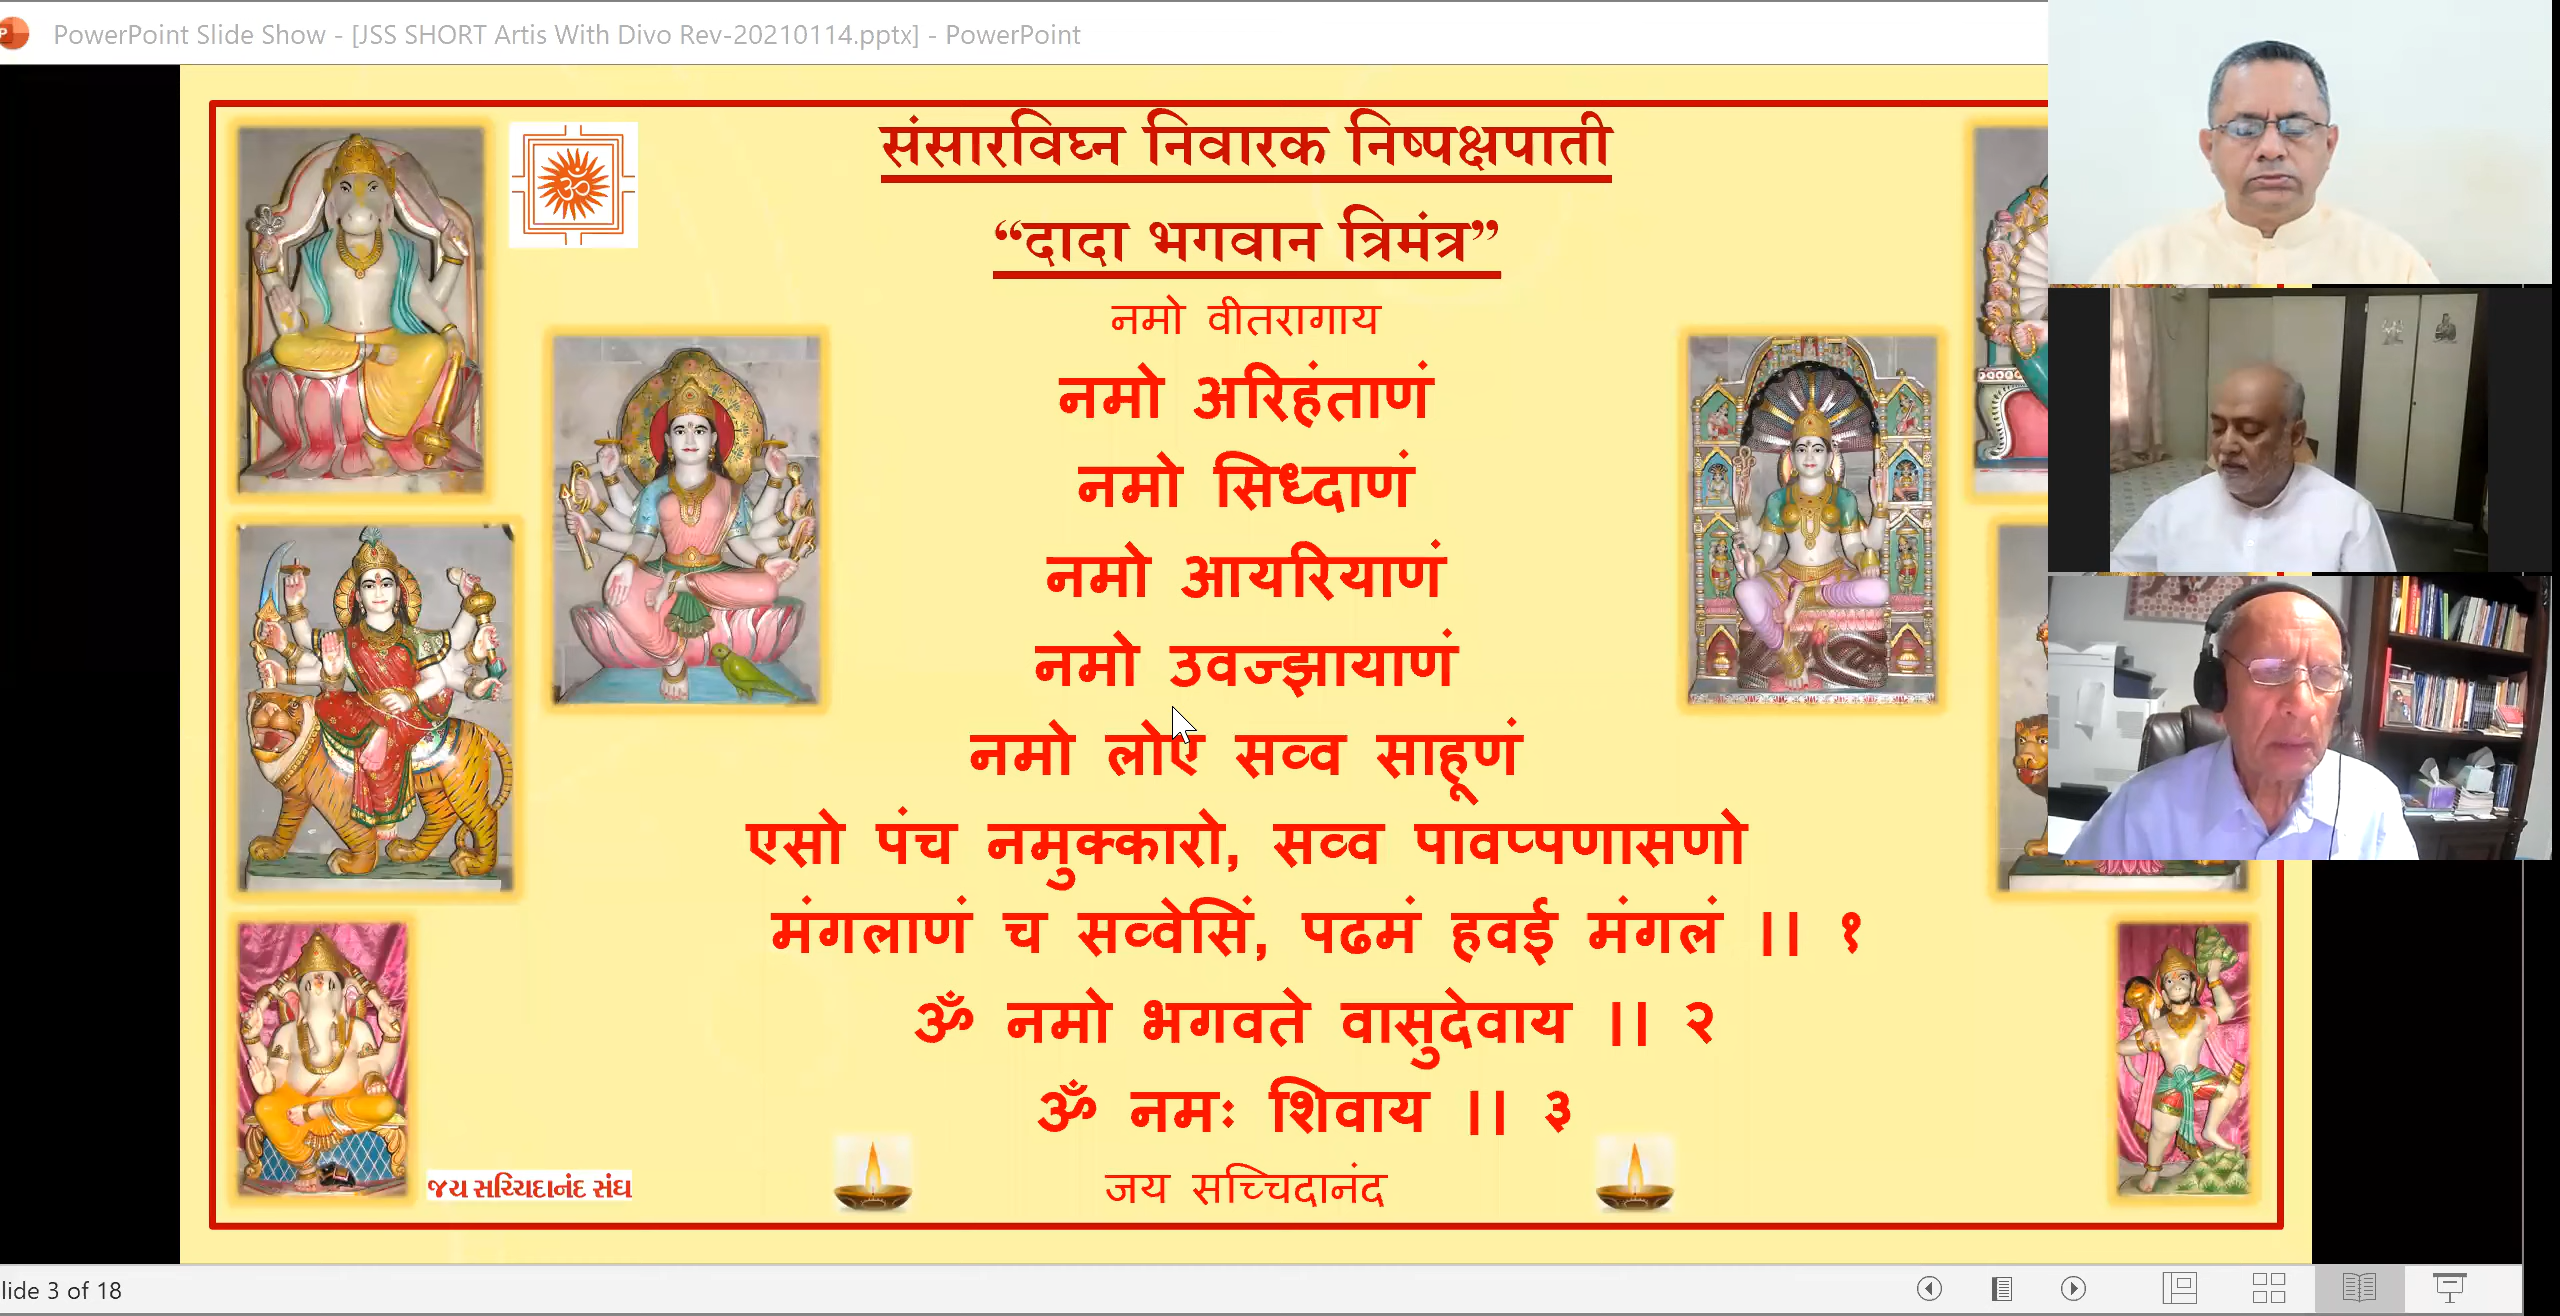 PowerPoint Slide Show - [JSS SHORT Artis With Divo Rev-20210114.pptx] - PowerPoint
संसारविघ्न निवारक निष्पक्षपाती
“दादा भगवान त्रिमंत्र”
नमो वीतरागाय
नमो अरिहंताणं
नमो सिध्दाणं
नमो आयरियाणं
नमो उवज्झायाणं
नमो लोए सव्व साहूणं
एसो पंच नमुक्कारो, सव्व पावप्पणासणो
मंगलाणं च सव्वेसिं, पढमं हवई मंगलं ।। १
ॐ नमो भगवते वासुदेवाय ।। २
ॐ नमः शिवाय ।। ३
जय सच्चिदानंद
જય સચ્ચિદાનંદ સંઘ
lide 3 of 18